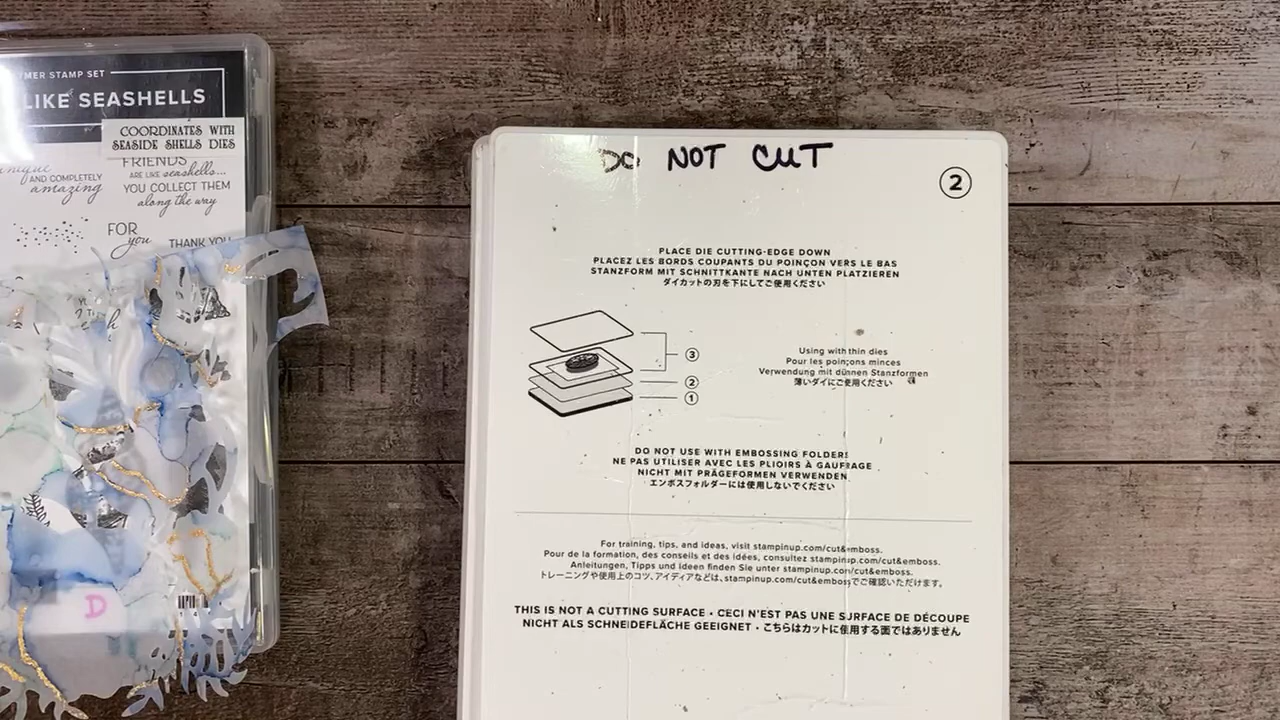 MER STAMP SET
LIKE SEASHELLS
COORDINATES WITH
SEASIDE SHELLS DIES
FRIENDS
AND COMPLETELY
amazing
ARE LIKE seashells...
YOU COLLECT THEM
along the way
FOR
you
THANK YOU
D
DO NOT CUT
2
PLACE DIE CUTTING-EDGE DOWN
PLACEZ LES BORDS COUPANTS DU POINÇON VERS LE BAS
STANZFORM MIT SCHNITTKANTE NACH UNTEN PLATZIEREN
ダイカットの刃を下にしてご使用ください
3
2
1
Using with thin dies
Pour les poinçons minces
Verwendung mit dünnen Stanzformen
薄いダイにご使用ください
DO NOT USE WITH EMBOSSING FOLDERS
NE PAS UTILISER AVEC LES PLIOIRS À GAUFRAGE
NICHT MIT PRÄGEFORMEN VERWENDEN
エンボスフォルダーには使用しないでください
For training, tips, and ideas, visit stampinup.com/cut&emboss.
Pour de la formation, des conseils et des idées, consultez stampinup.com/cut&emboss.
Anleitungen, Tipps und Ideen finden Sie unter stampinup.com/cut&emboss.
トレーニングや使用上のコツ、アイディアなどは、stampinup.com/cut&embossでご確認いただけます。
THIS IS NOT A CUTTING SURFACE • CECI N'EST PAS UNE SURFACE DE DÉCOUPE
NICHT ALS SCHNEIDEFLÄCHE GEEIGNET • こちらはカットに使用する面ではありません